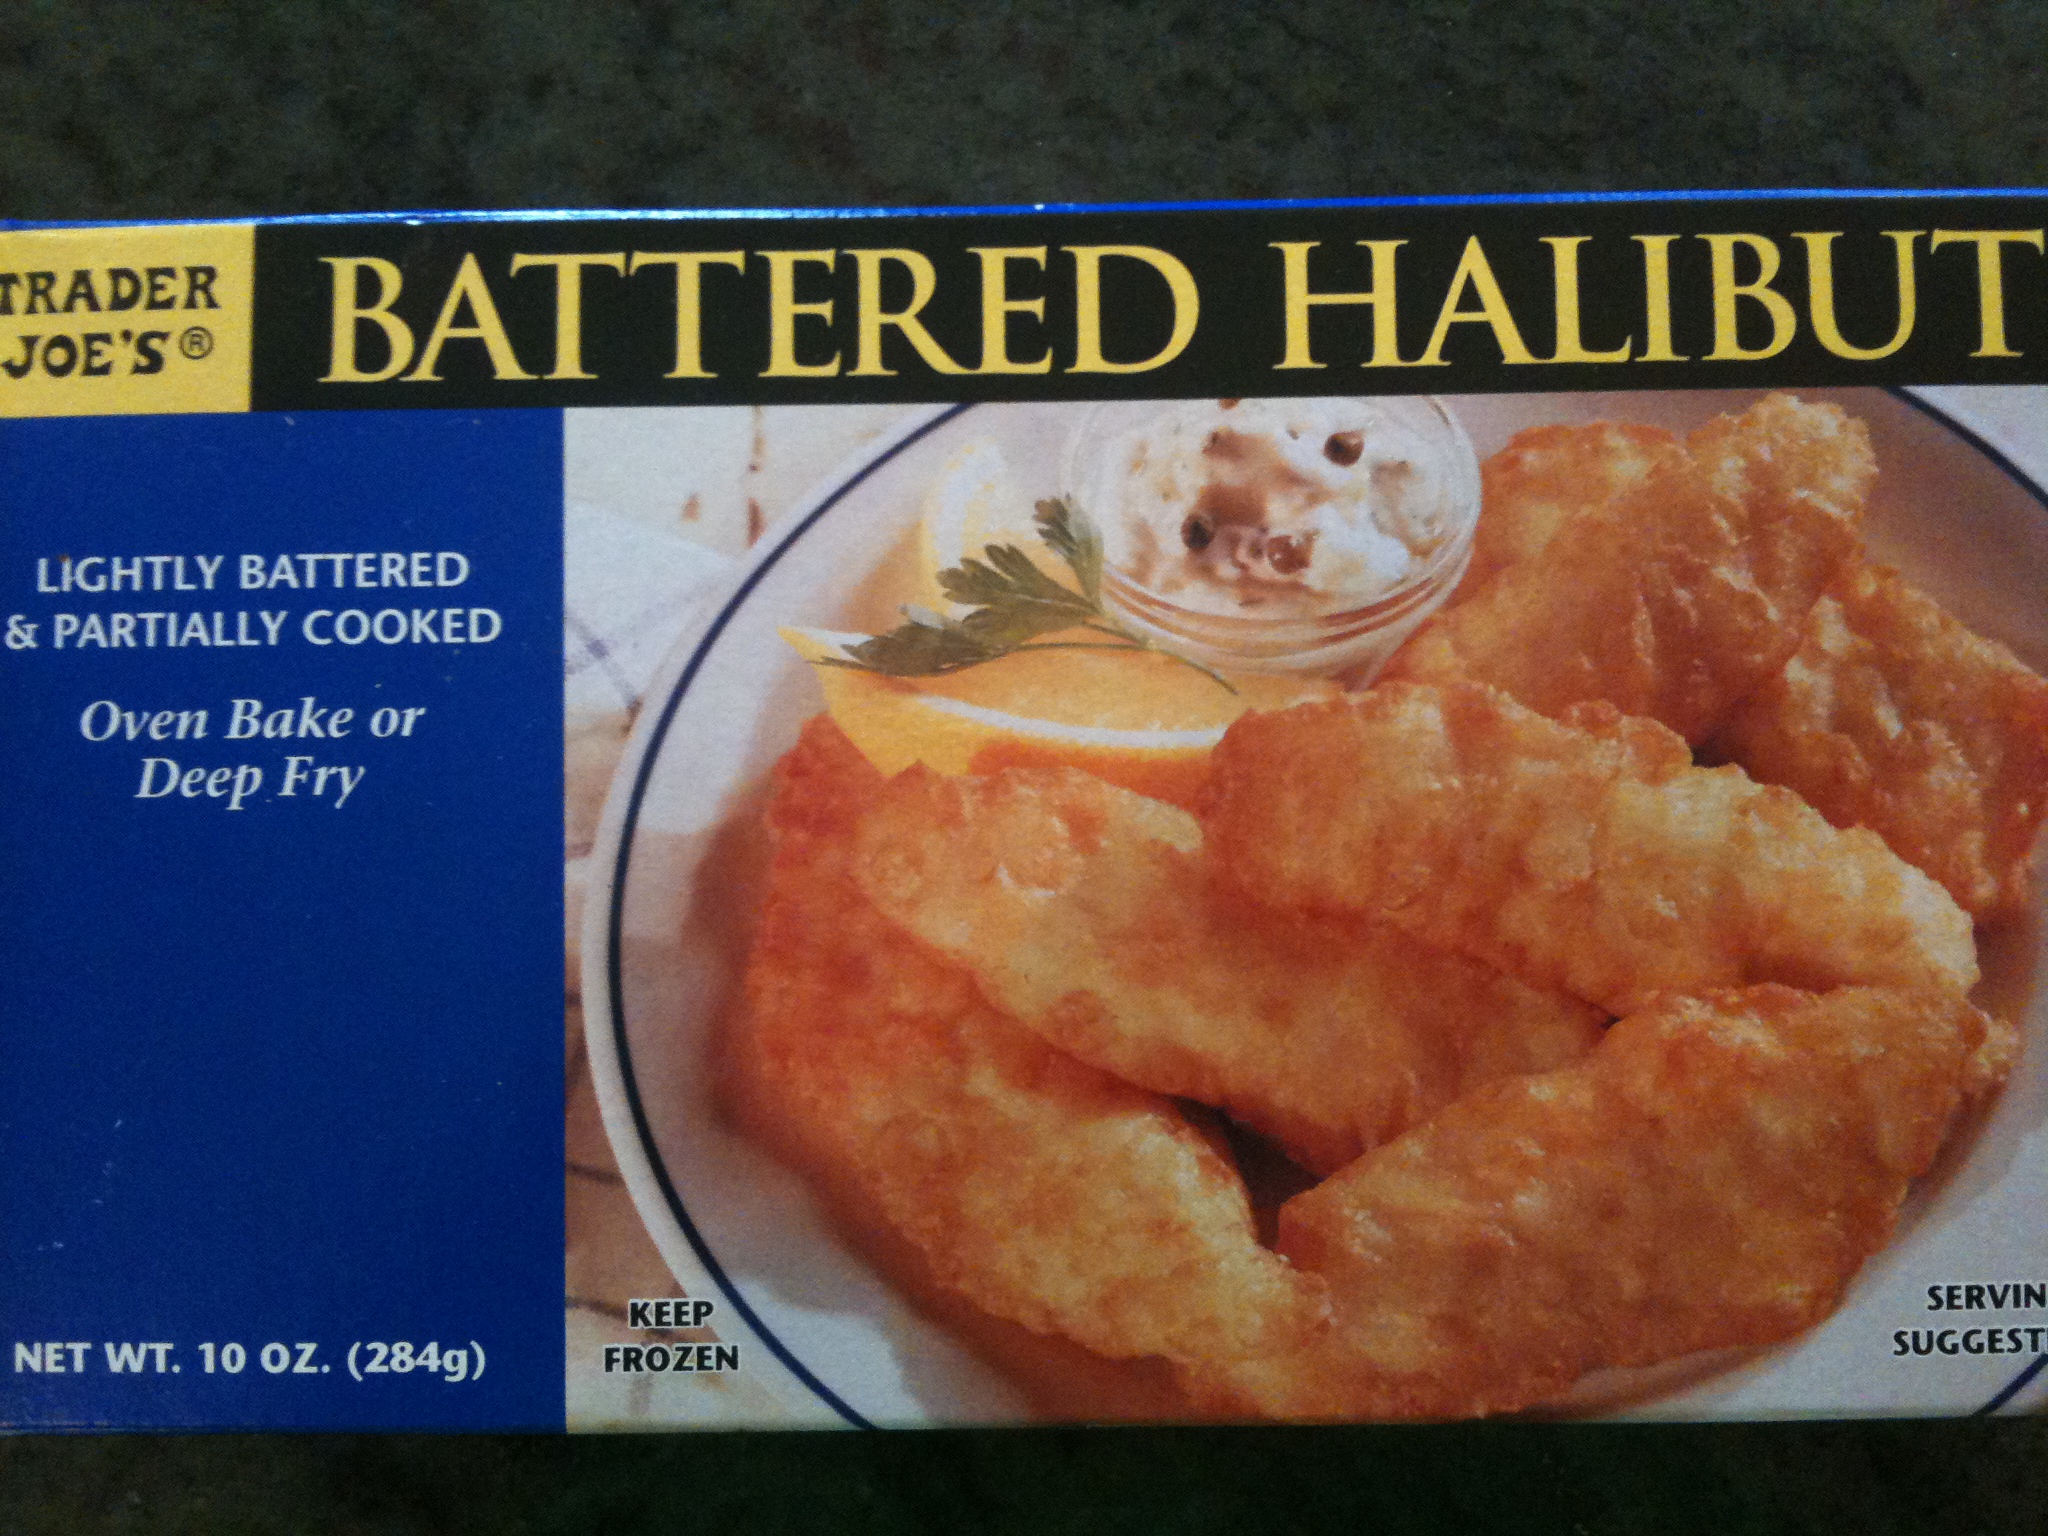 TRADER
JOE'S®
BATTERED HALIBUT
LIGHTLY BATTERED
& PARTIALLY COOKED
Oven Bake or
Deep Fry
NET WT. 10 OZ. (284g)
KEEP
FROZEN
SERVIN
SUGGEST